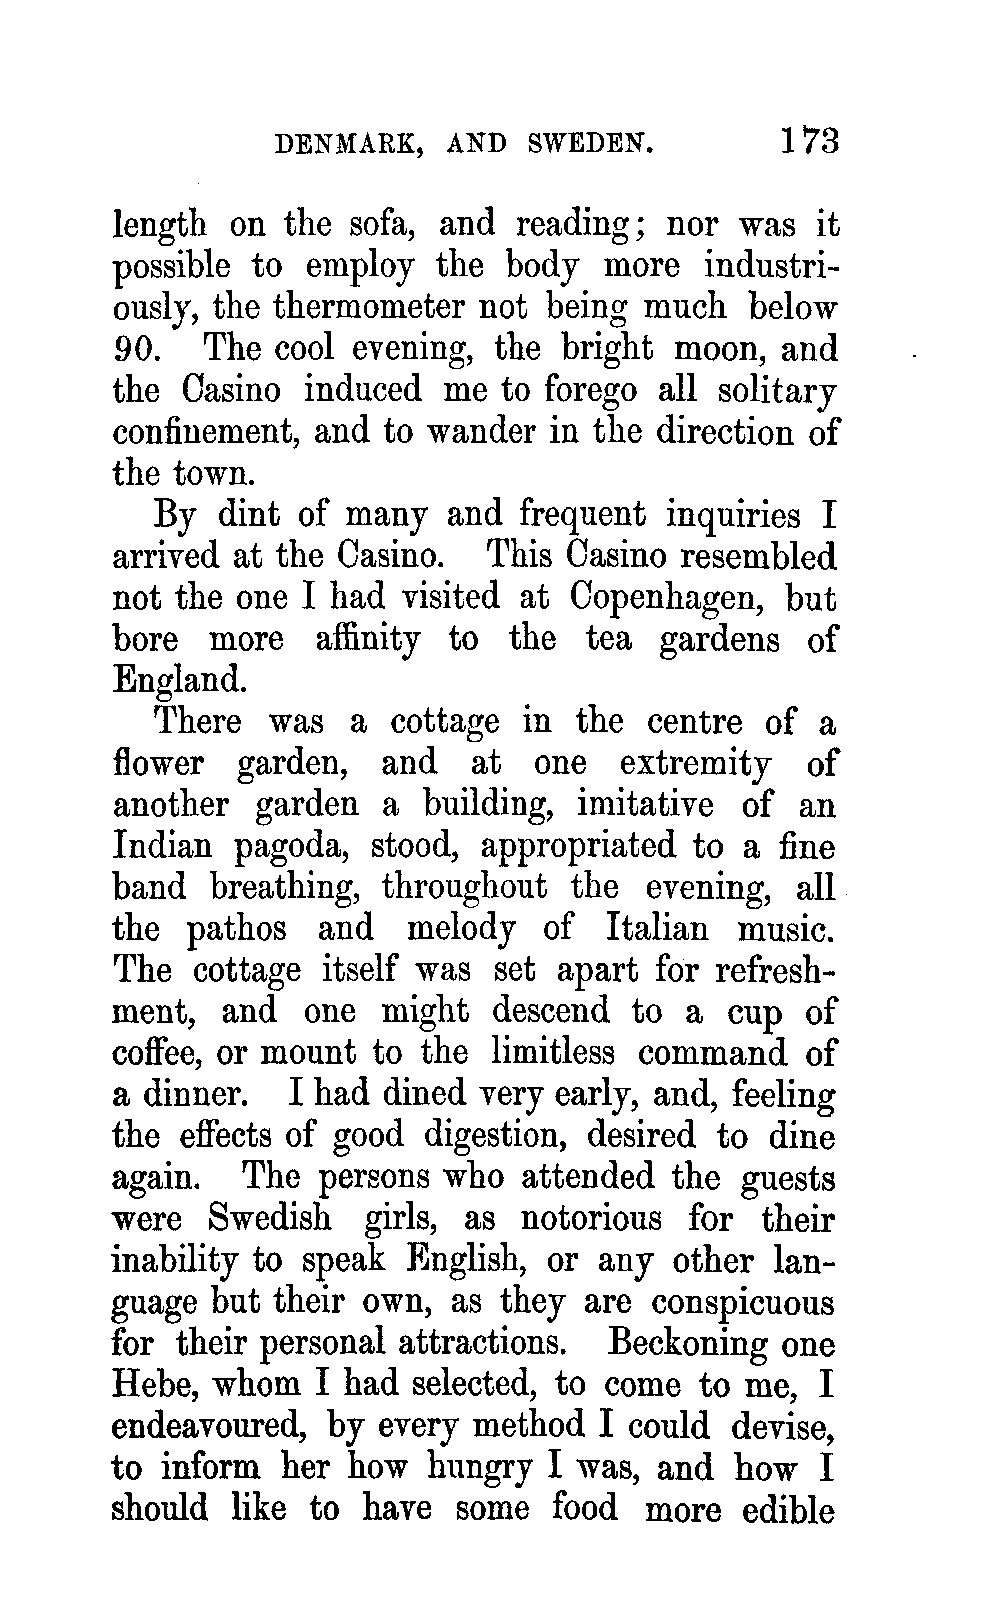 DENMARK, AND SWEDEN. 173
length on the sofa, and reading; nor was it
possible to employ the body more industri-
ously, the thermometer not being much below
90. The cool evening, the bright moon, and
the Casino induced me to forego all solitary
confinement, and to wander in the direction of
the town.
By dint of many and frequent inquiries I
arrived at the Casino. This Casino resembled
not the one I had visited at Copenhagen, but
bore more affinity to the tea gardens of
England.
There was a cottage in the centre of a
flower garden, and at one extremity of
another garden a building, imitative of an
Indian pagoda, stood, appropriated to a fine
band breathing, throughout the evening, all
the pathos and melody of Italian music.
The cottage itself was set apart for refresh-
ment, and one might descend to a cup of
coffee, or mount to the limitless command of
a dinner. I had dined very early, and, feeling
the effects of good digestion, desired to dine
again. The persons who attended the guests
were Swedish girls, as notorious for their
inability to speak English, or any other lan-
guage but their own, as they are conspicuous
for their personal attractions. Beckoning one
Hebe, whom I had selected, to come to me, I
endeavoured, by every method I could devise,
to inform her how hungry I was, and how I
should like to have some food more edible